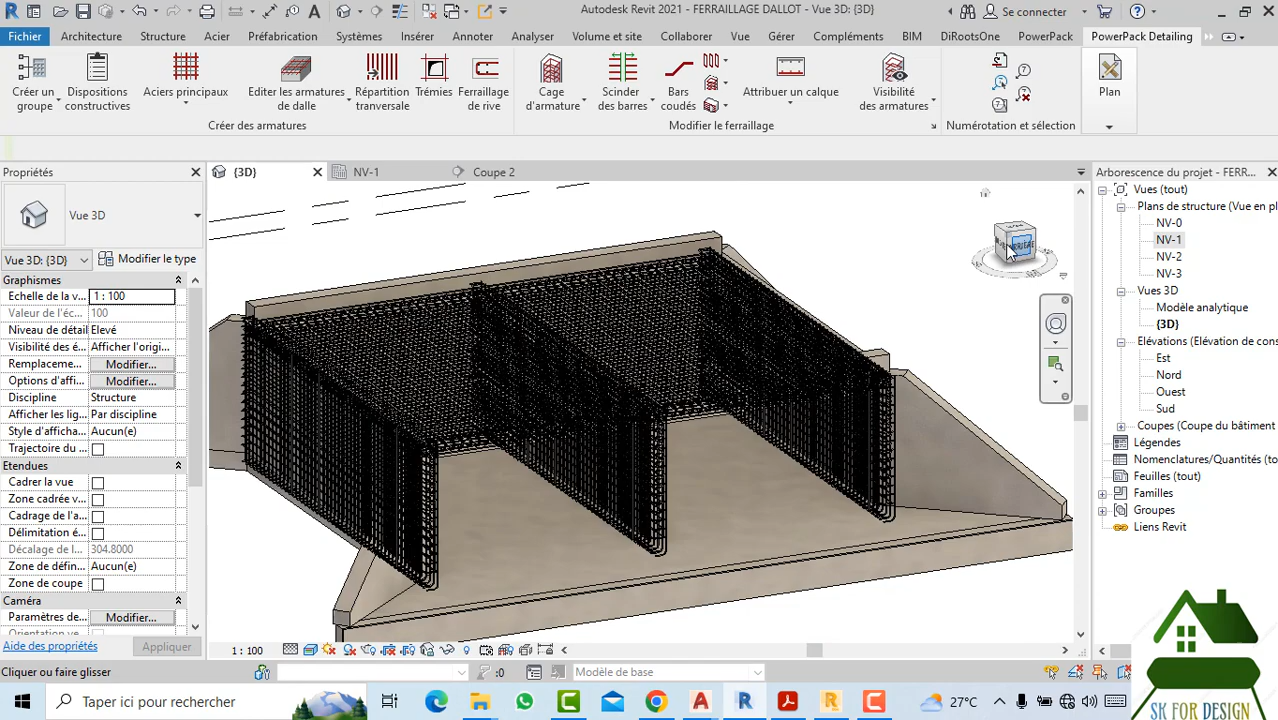 Autodesk Revit 2021 - FERRAILLAGE DALLOT - Vue 3D: {3D}
Se connecter
Fichier
Architecture
Structure
Acier
Préfabrication
Systèmes
Insérer
Annoter
Analyser
Volume et site
Collaborer
Vue
Gérer
Compléments
BIM
DiRootsOne
PowerPack
PowerPack Detailing
Créer un groupe
Dispositions constructives
Aciers principaux
Editer les armatures de dalle
Répartition transversale
Trémies
Ferraillage de rive
Cage d'armature
Scinder des barres
Bars coudés
Attribuer un calque
Visibilité des armatures
Plan
Créer des armatures
Modifier le ferraillage
Numérotation et sélection
Propriétés
{3D}
NV-1
Coupe 2
Arborescence du projet - FERR...
Vue 3D
Vue 3D: {3D}
Modifier le type
Graphismes
Echelle de la v... 1 : 100
Valeur de l'éc... 100
Niveau de détail Elevé
Visibilité des é... Afficher l'origi...
Remplaceme... Modifier...
Options d'affi... Modifier...
Discipline Structure
Afficher les lig... Par discipline
Style d'afficha... Aucun(e)
Trajectoire du ...
Etendues
Cadrer la vue
Zone cadrée v...
Cadrage de l'a...
Délimitation é...
Décalage de l... 304.8000
Zone de défin... Aucun(e)
Zone de coupe
Caméra
Paramètres de... Modifier...
Aide des propriétés
Appliquer
Vues (tout)
Plans de structure (Vue en pl
NV-0
NV-1
NV-2
NV-3
Vues 3D
Modèle analytique
{3D}
Elévations (Elévation de cons
Est
Nord
Ouest
Sud
Coupes (Coupe du bâtiment
Légendes
Nomenclatures/Quantités (tou
Feuilles (tout)
Familles
Groupes
Liens Revit
1 : 100
Cliquer ou faire glisser
:0
Modèle de base
Taper ici pour rechercher
27°C
SK FOR DESIGN